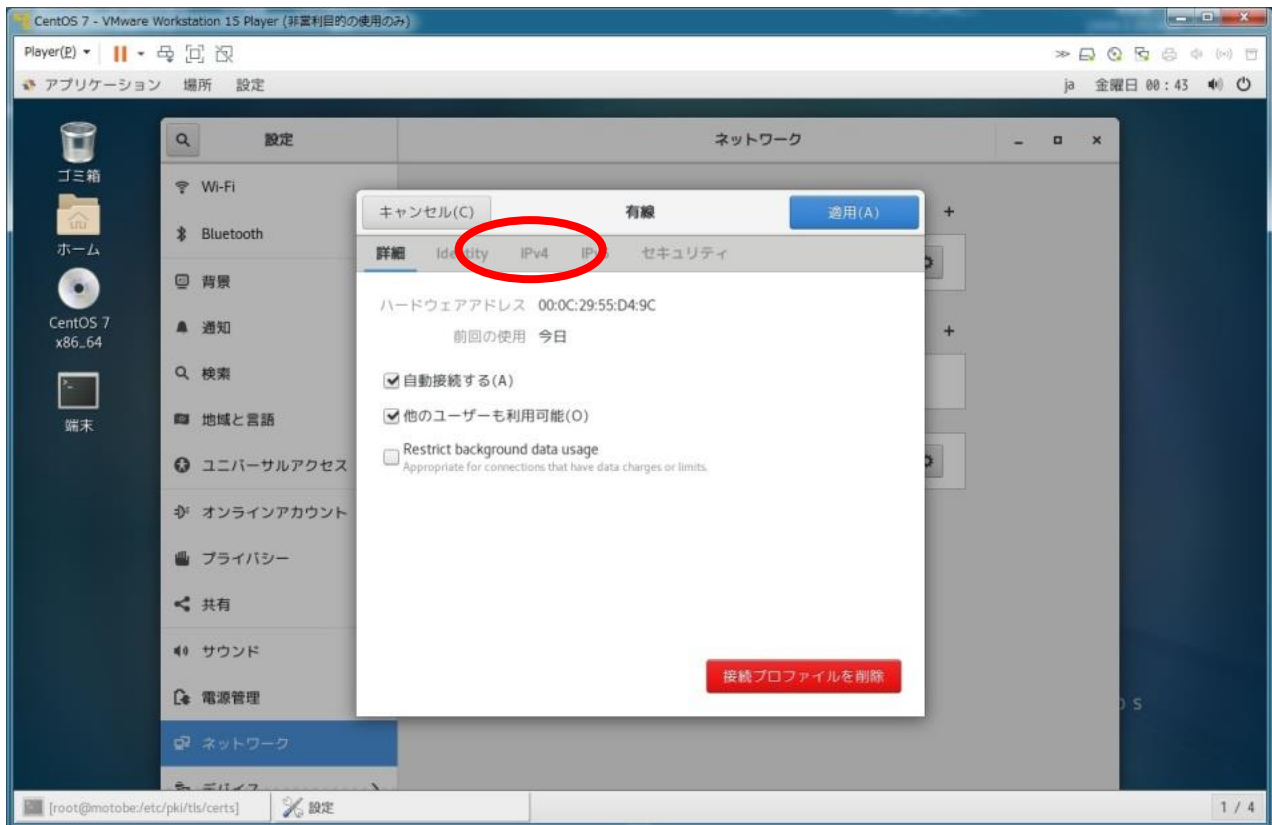 CentOS 7 - VMware Workstation 15 Player (非営利目的の使用のみ)
Player(P)
アプリケーション 場所 設定 ja 金曜日 00:43
ゴミ箱
ホーム
CentOS 7
x86_64
端末
設定 ネットワーク
Wi-Fi
Bluetooth
背景
通知
検索
地域と言語
ユニバーサルアクセス
オンラインアカウント
プライバシー
共有
サウンド
電源管理
ネットワーク
デバイス
キャンセル(C) 有線 適用(A)
詳細 Identity IPv4 セキュリティ
ハードウェアアドレス 00:0C:29:55:D4:9C
前回の使用 今日
自動接続する(A)
他のユーザーも利用可能(O)
Restrict background data usage
Appropriate for connections that have data charges or limits.
接続プロファイルを削除
[root@motobe:/etc/pki/tls/certs] 設定 1 / 4